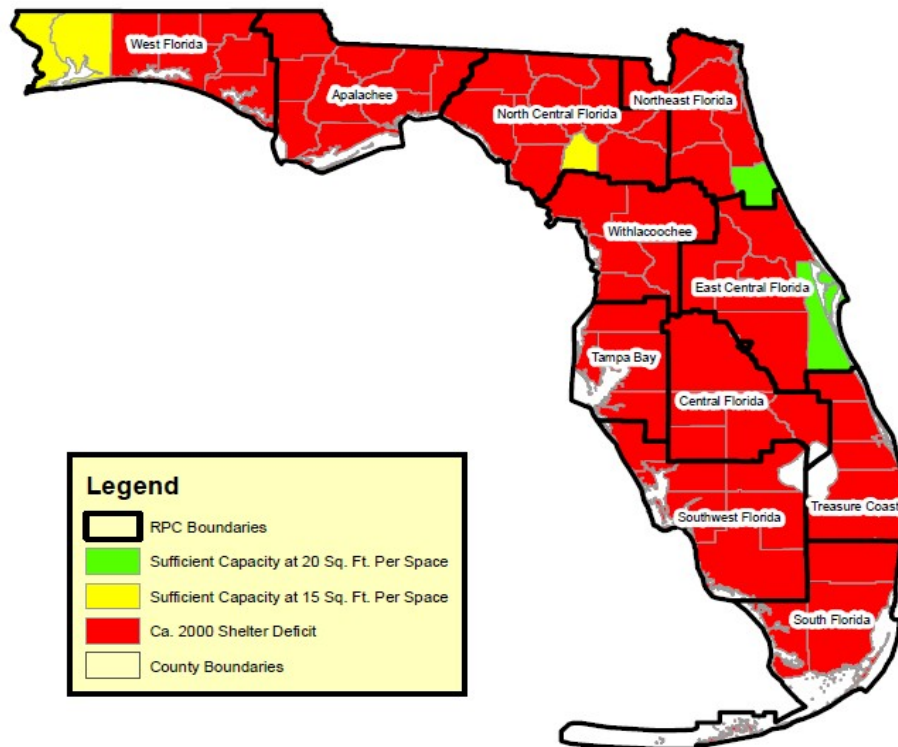 West Florida
Apalachee
North Central Florida
Northeast Florida
Withlacoochee
East Central Florida
Tampa Bay
Central Florida
Southwest Florida
Treasure Coast
South Florida
Legend
RPC Boundaries
Sufficient Capacity at 20 Sq. Ft. Per Space
Sufficient Capacity at 15 Sq. Ft. Per Space
Ca. 2000 Shelter Deficit
County Boundaries